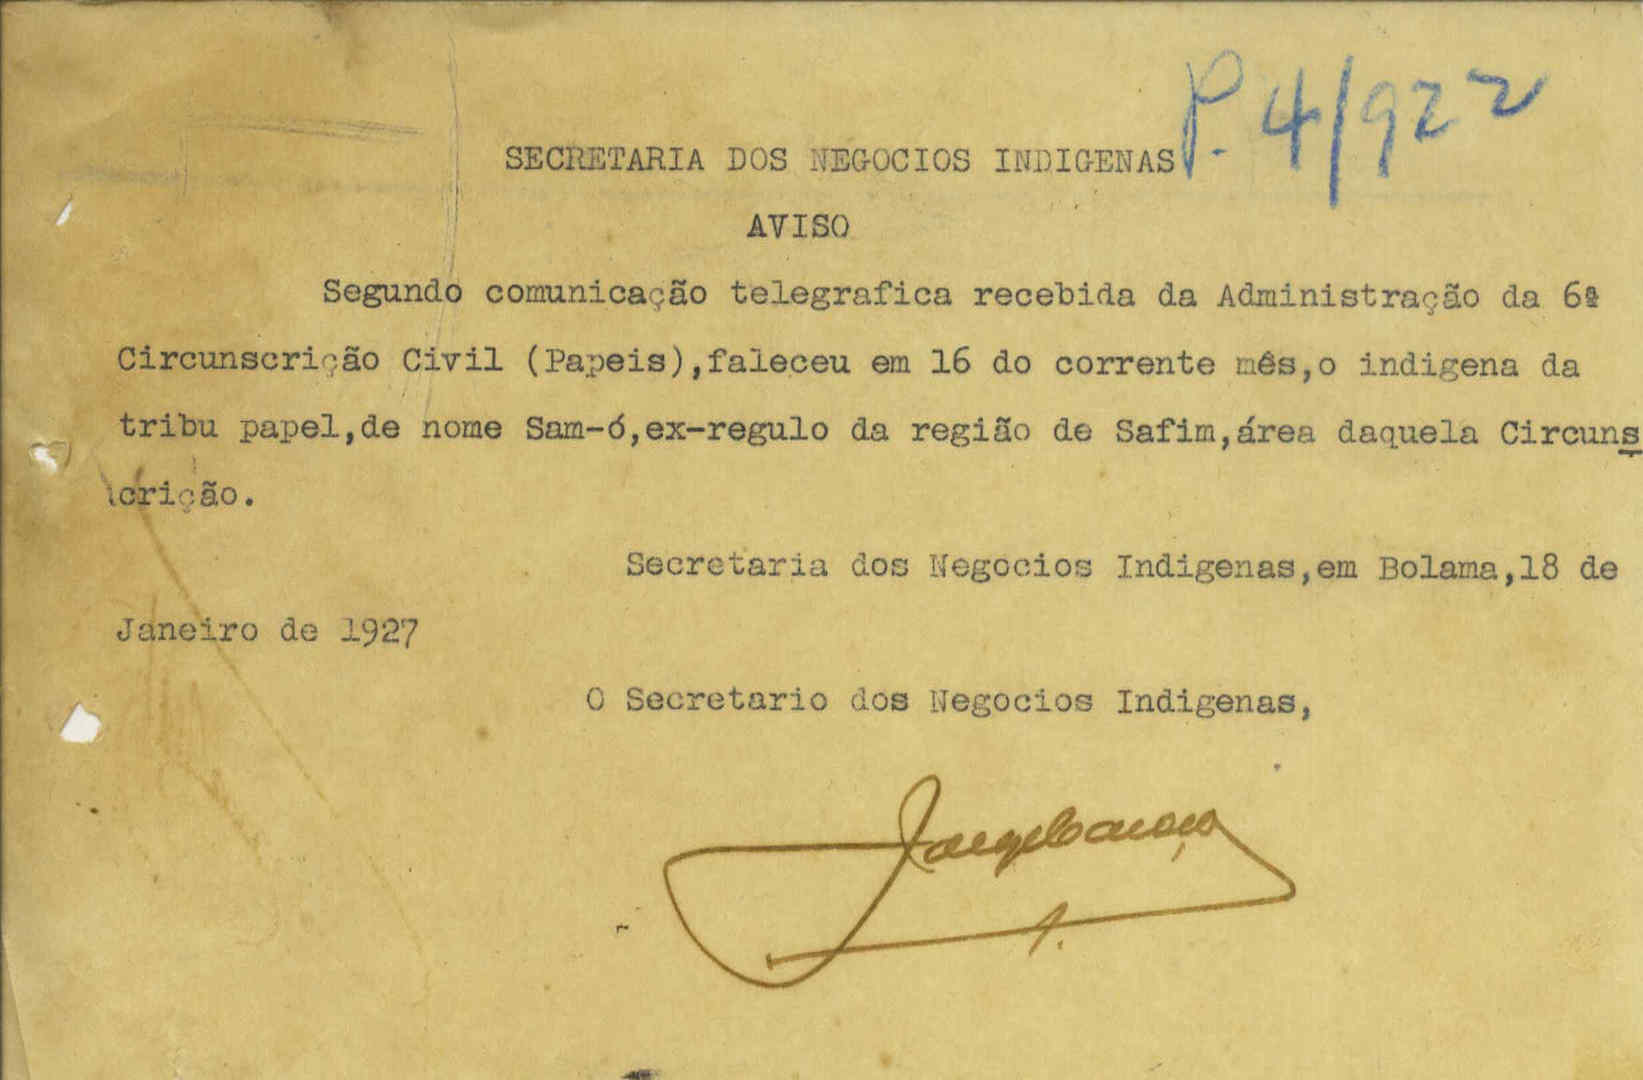 P. 4/922
SECRETARIA DOS NEGOCIOS INDIGENAS
AVISO
Segundo comunicação telegrafica recebida da Administração da 6ª
Circunscrição Civil (Papeis),faleceu em 16 do corrente mês,o indigena da
tribu papel,de nome Sam-ó,ex-regulo da região de Safim,área daquela Circuns
crição.
Secretaria dos Negocios Indigenas,em Bolama,18 de
Janeiro de 1927
O Secretario dos Negocios Indigenas,